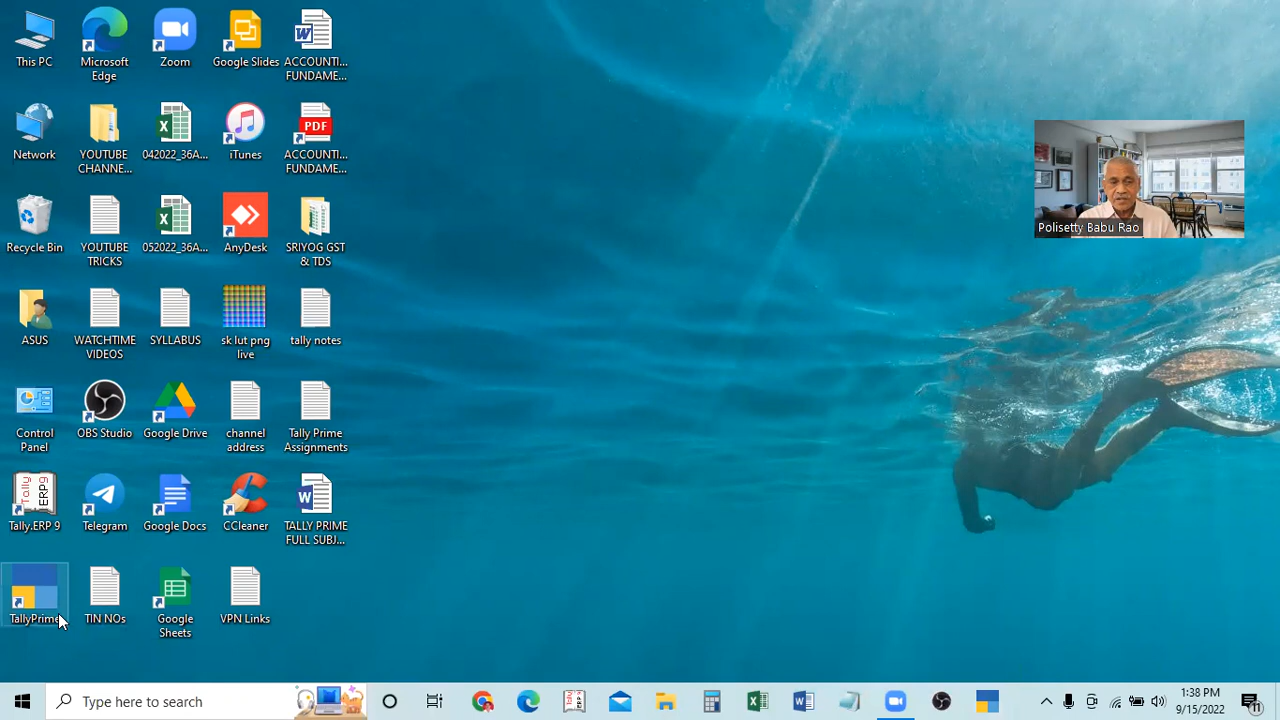 This PC
Microsoft
Edge
Zoom
Google Slides
ACCOUNTI...
FUNDAME...
Network
YOUTUBE
CHANNE...
042022_36A...
iTunes
PDF
ACCOUNTI...
FUNDAME...
Recycle Bin
YOUTUBE
TRICKS
052022_36A...
AnyDesk
SRIYOG GST
& TDS
Polisetty Babu Rao
ASUS
WATCHTIME
VIDEOS
SYLLABUS
sk lut png
live
tally notes
Control
Panel
OBS Studio
Google Drive
channel
address
Tally Prime
Assignments
Tally.ERP 9
Telegram
Google Docs
CCleaner
TALLY PRIME
FULL SUBJ...
TallyPrime
TIN NOs
Google
Sheets
VPN Links
Type here to search
1:38 PM
9/15/2022
11